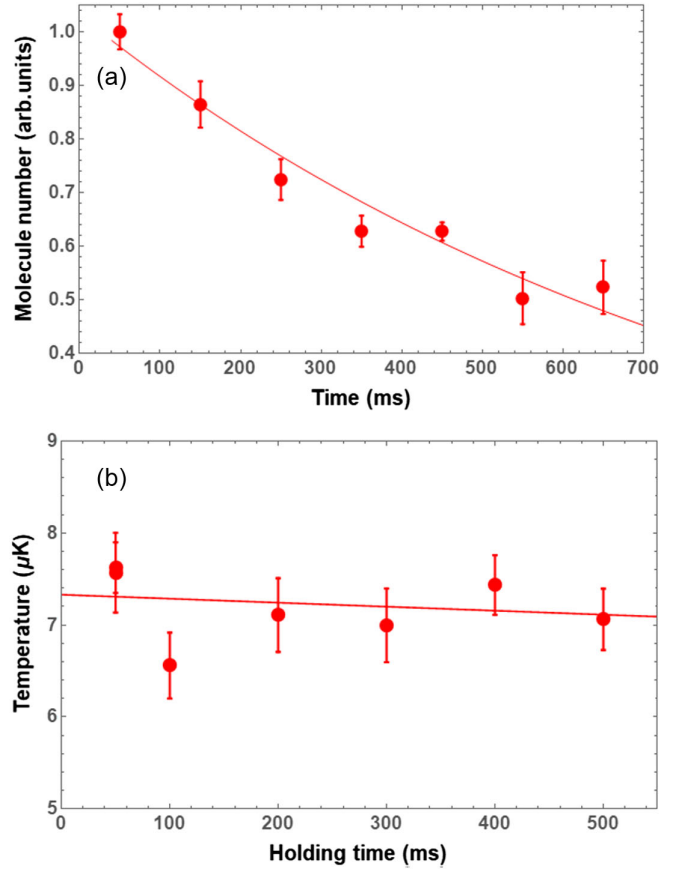 (a)
Molecule number (arb.units)
1.0
0.9
0.8
0.7
0.6
0.5
0.4
0 100 200 300 400 500 600 700
Time (ms)
(b)
Temperature (μK)
9
8
7
6
5
0 100 200 300 400 500
Holding time (ms)